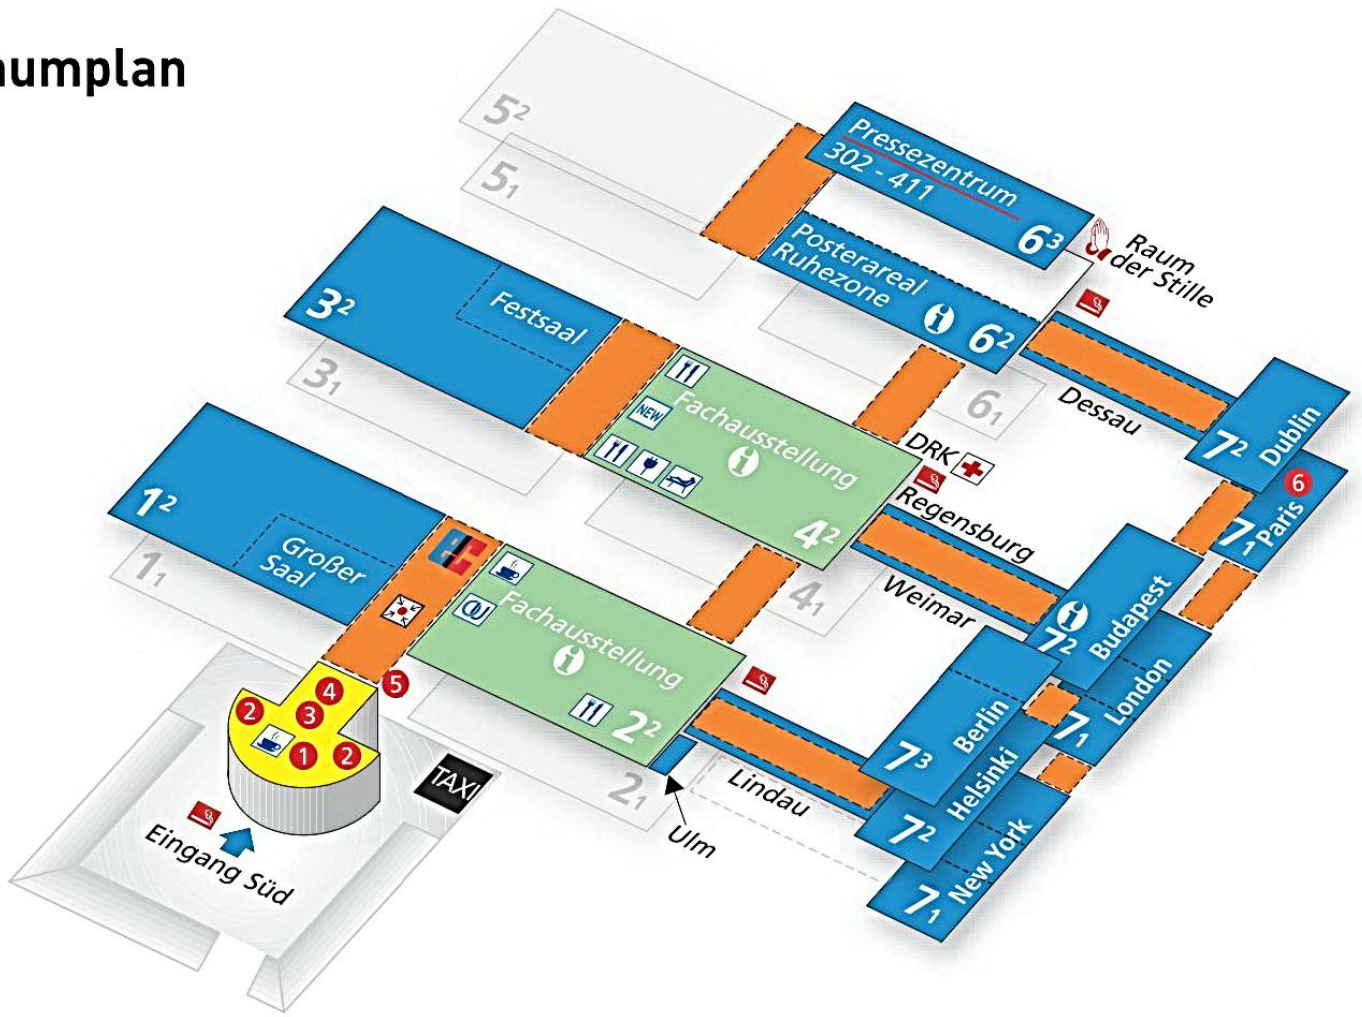 aumplan
5²
5₁
Pressezentrum
302 - 411
6³
Raum
der Stille
Posterareal
Ruhezone
i
6²
6₁
Dessau
Dublin
7²
6
Paris
7₁
3²
Festsaal
3₁
NEW
Fachausstellung
i
4²
4₁
DRK
Regensburg
Weimar
i
7²
Budapest
London
7₁
1²
Großer
Saal
1₁
Fachausstellung
i
2²
2₁
Berlin
7³
Helsinki
7²
New York
7₁
Lindau
Ulm
5
4
2
3
1
2
TAXI
Eingang Süd